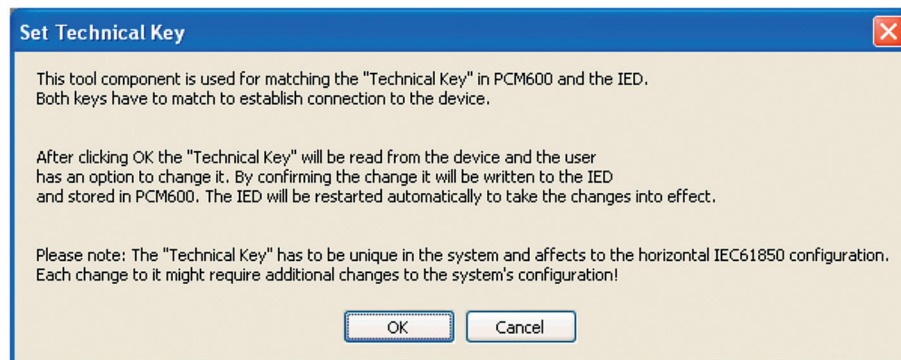 Set Technical Key
This tool component is used for matching the "Technical Key" in PCM600 and the IED.
Both keys have to match to establish connection to the device.
After clicking OK the "Technical Key" will be read from the device and the user
has an option to change it. By confirming the change it will be written to the IED
and stored in PCM600. The IED will be restarted automatically to take the changes into effect.
Please note: The "Technical Key" has to be unique in the system and affects to the horizontal IEC61850 configuration.
Each change to it might require additional changes to the system's configuration!
OK
Cancel